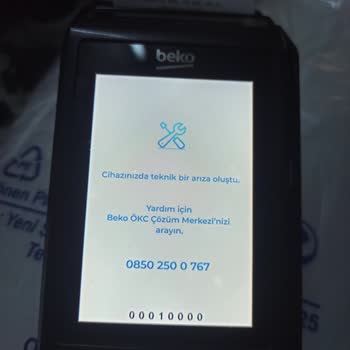 beko
Cihazınızda teknik bir arıza oluştu.
Yardım için
Beko ÖKC Çözüm Merkezi'nizi
arayın.
0850 250 0 767
00010000